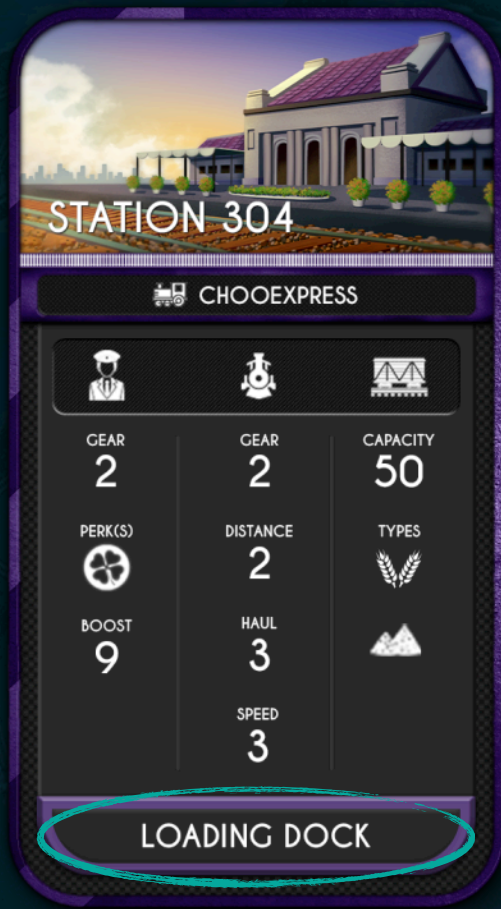 STATION 304
CHOOEXPRESS
GEAR GEAR CAPACITY
2 2 50
PERK(S) DISTANCE TYPES
2
BOOST HAUL
9 3
SPEED
3
LOADING DOCK